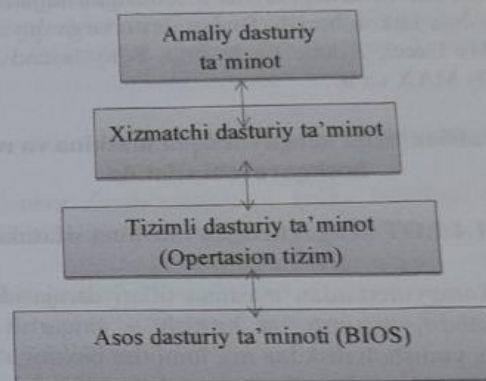 Amaliy dasturiy
ta’minot
Xizmatchi dasturiy ta’minot
Tizimli dasturiy ta’minot
(Opertasion tizim)
Asos dasturiy ta’minoti (BIOS)